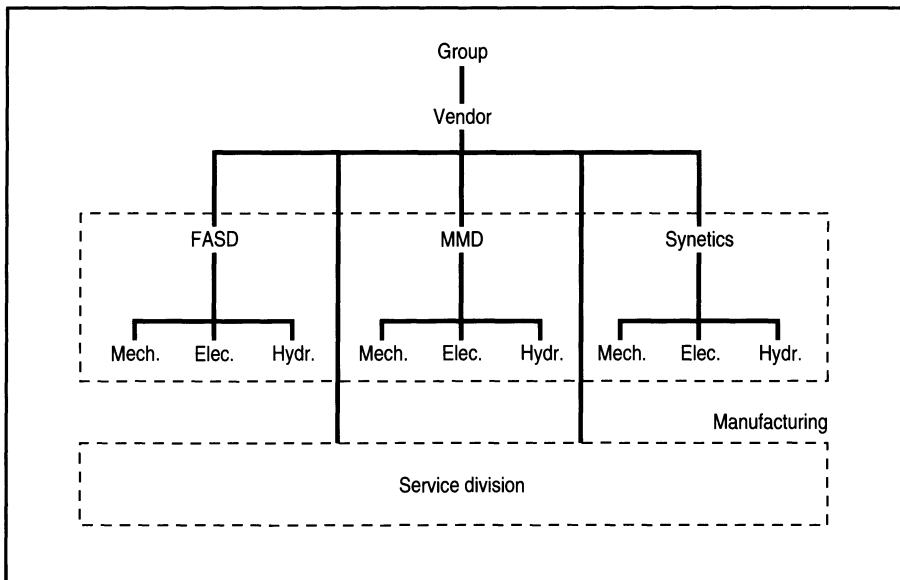 Group
Vendor
FASD MMD Synetics
Mech. Elec. Hydr. Mech. Elec. Hydr. Mech. Elec. Hydr.
Manufacturing
Service division